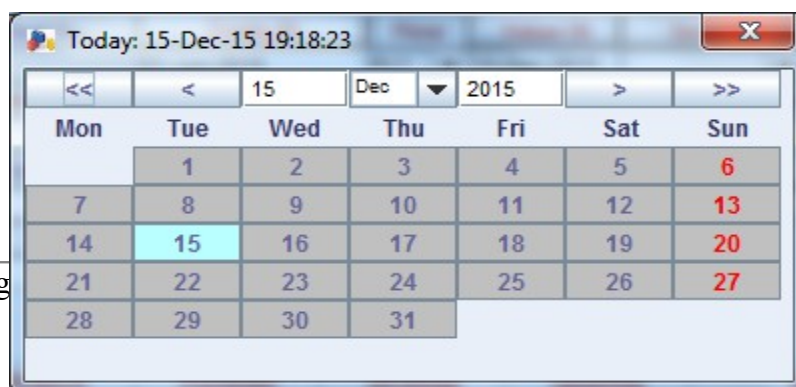 Today: 15-Dec-15 19:18:23 X
<< < 15 Dec 2015 > >>
Mon Tue Wed Thu Fri Sat Sun
1 2 3 4 5 6
7 8 9 10 11 12 13
14 15 16 17 18 19 20
g 21 22 23 24 25 26 27
28 29 30 31